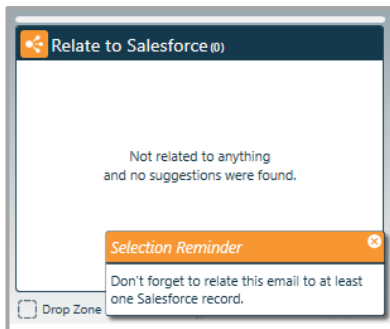 Relate to Salesforce (0)
Not related to anything
and no suggestions were found.
Selection Reminder
Don't forget to relate this email to at least
one Salesforce record.
Drop Zone